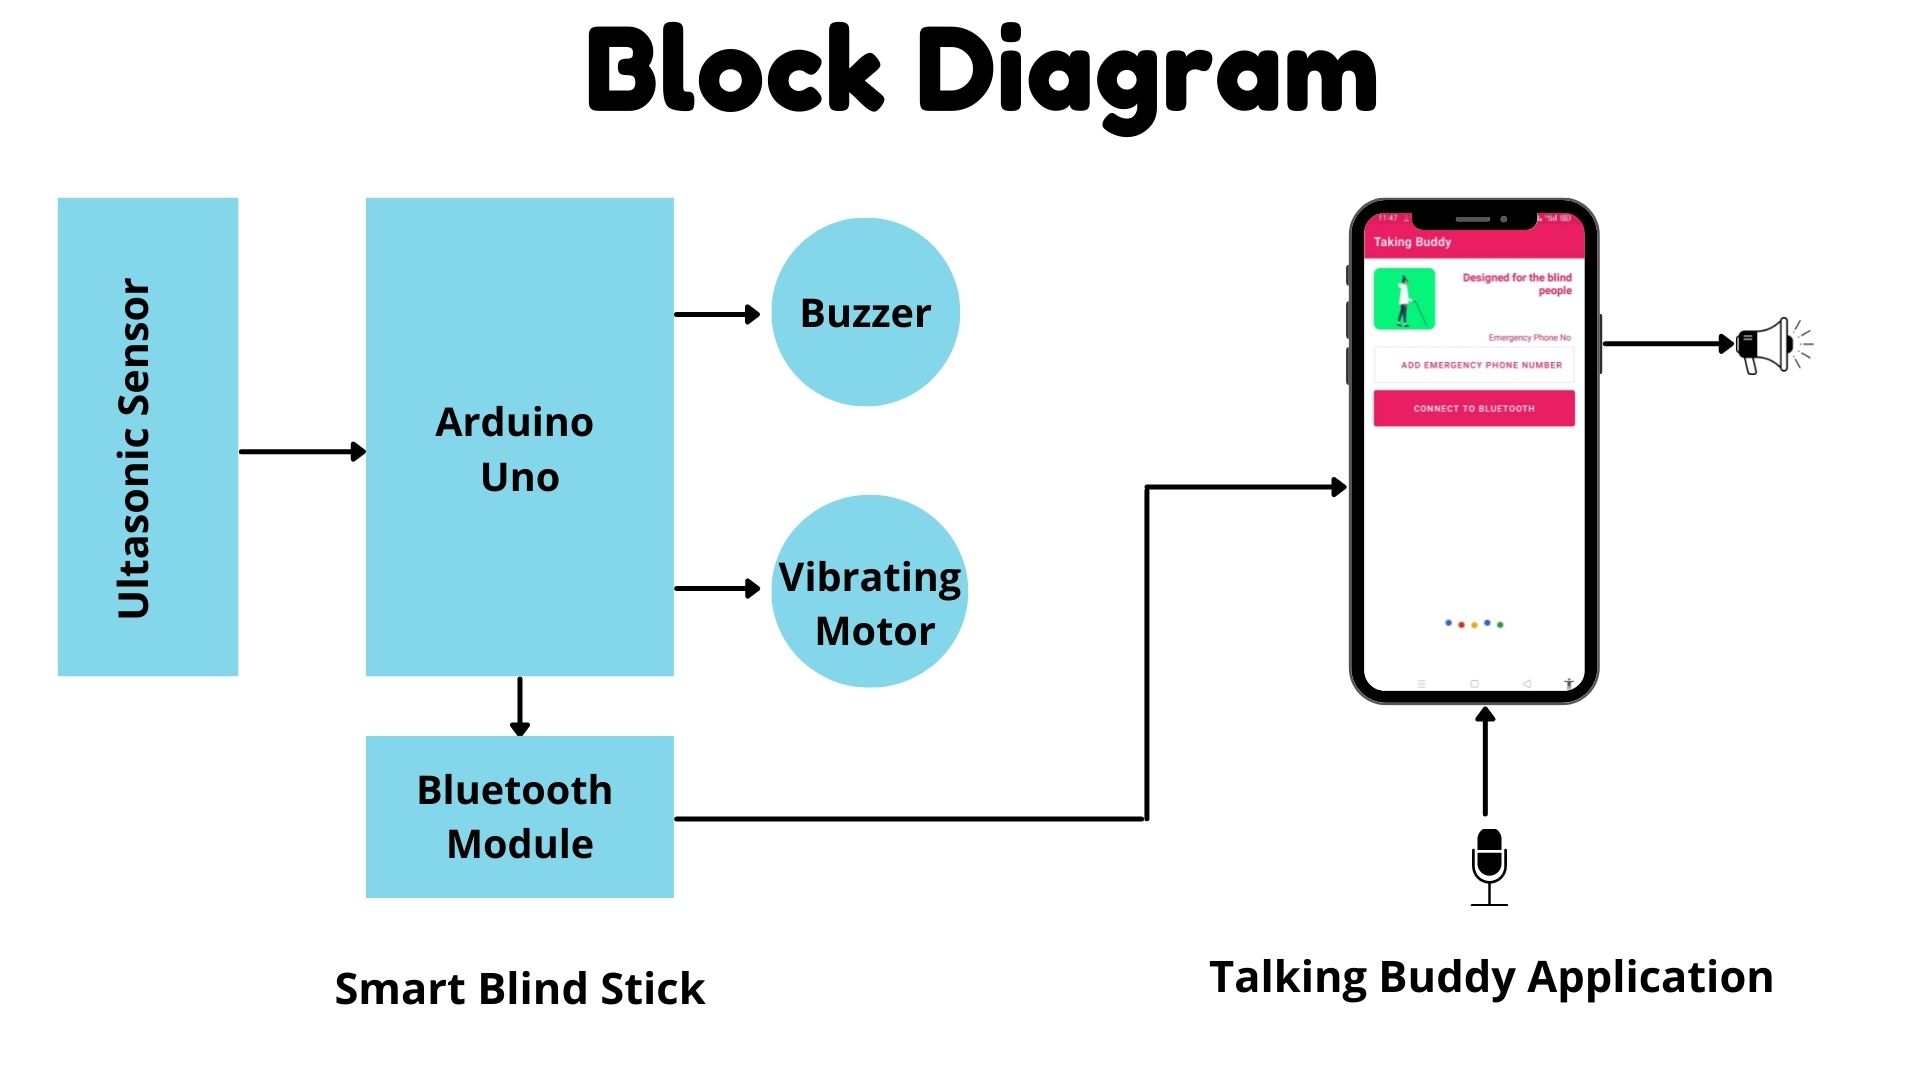 Block Diagram
Ultasonic Sensor
Arduino
Uno
Buzzer
Vibrating
Motor
Bluetooth
Module
Smart Blind Stick
11:47
Taking Buddy
Designed for the blind
people
Emergency Phone No
ADD EMERGENCY PHONE NUMBER
CONNECT TO BLUETOOTH
Talking Buddy Application